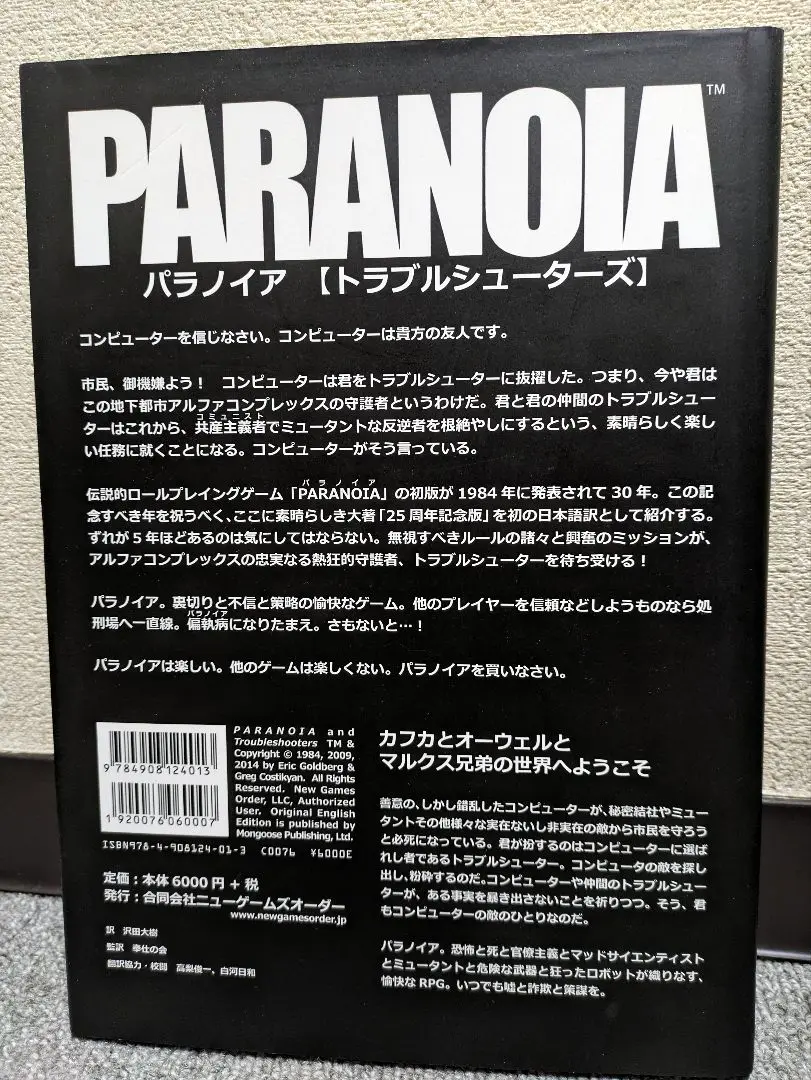 PARANOIA™
パラノイア【トラブルシューターズ】
コンピューターを信じなさい。コンピューターは貴方の友人です。
市民、御機嫌よう！　コンピューターは君をトラブルシューターに抜擢した。つまり、今や君は
この地下都市アルファコンプレックスの守護者というわけだ。君と君の仲間のトラブルシュー
コミュニスト
ターはこれから、共産主義者でミュータントな反逆者を根絶やしにするという、素晴らしく楽し
い任務に就くことになる。コンピューターがそう言っている。
パラノイア
伝説的ロールプレイングゲーム「PARANOIA」の初版が1984年に発表されて30年。この記
念すべき年を祝うべく、ここに素晴らしき大著「25周年記念版」を初の日本語訳として紹介する。
ずれが5年ほどあるのは気にしてはならない。無視すべきルールの諸々と興奮のミッションが、
アルファコンプレックスの忠実なる熱狂的守護者、トラブルシューターを待ち受ける！
パラノイア。裏切りと不信と策略の愉快なゲーム。他のプレイヤーを信頼などしようものなら処
パラノイア
刑場へ一直線。偏執病になりたまえ。さもないと…！
パラノイアは楽しい。他のゲームは楽しくない。パラノイアを買いなさい。
9784908124013
1920076060007
ISBN978-4-908124-01-3 C0076 ¥6000E
PARANOIA and
Troubleshooters TM &
Copyright © 1984, 2009,
2014 by Eric Goldberg &
Greg Costikyan. All Rights
Reserved. New Games
Order, LLC, Authorized
User. Original English
Edition is published by
Mongoose Publishing, Ltd.
定価：本体6000円＋税
発行：合同会社ニューゲームズオーダー
www.newgamesorder.jp
訳　沢田大樹
監訳　奉仕の会
翻訳協力・校閲　高梨俊一、白河日和
カフカとオーウェルと
マルクス兄弟の世界へようこそ
善意の、しかし錯乱したコンピューターが、秘密結社やミュー
タントその他様々な実在ないし非実在の敵から市民を守ろう
と必死になっている。君が扮するのはコンピューターに選ば
れし者であるトラブルシューター。コンピュータの敵を探し
出し、粉砕するのだ。コンピューターや仲間のトラブルシュー
ターが、ある事実を暴き出さないことを祈りつつ。そう、君
もコンピューターの敵のひとりなのだ。
パラノイア。恐怖と死と官僚主義とマッドサイエンティスト
とミュータントと危険な武器と狂ったロボットが織りなす、
愉快なRPG。いつでも嘘と詐欺と策謀を。